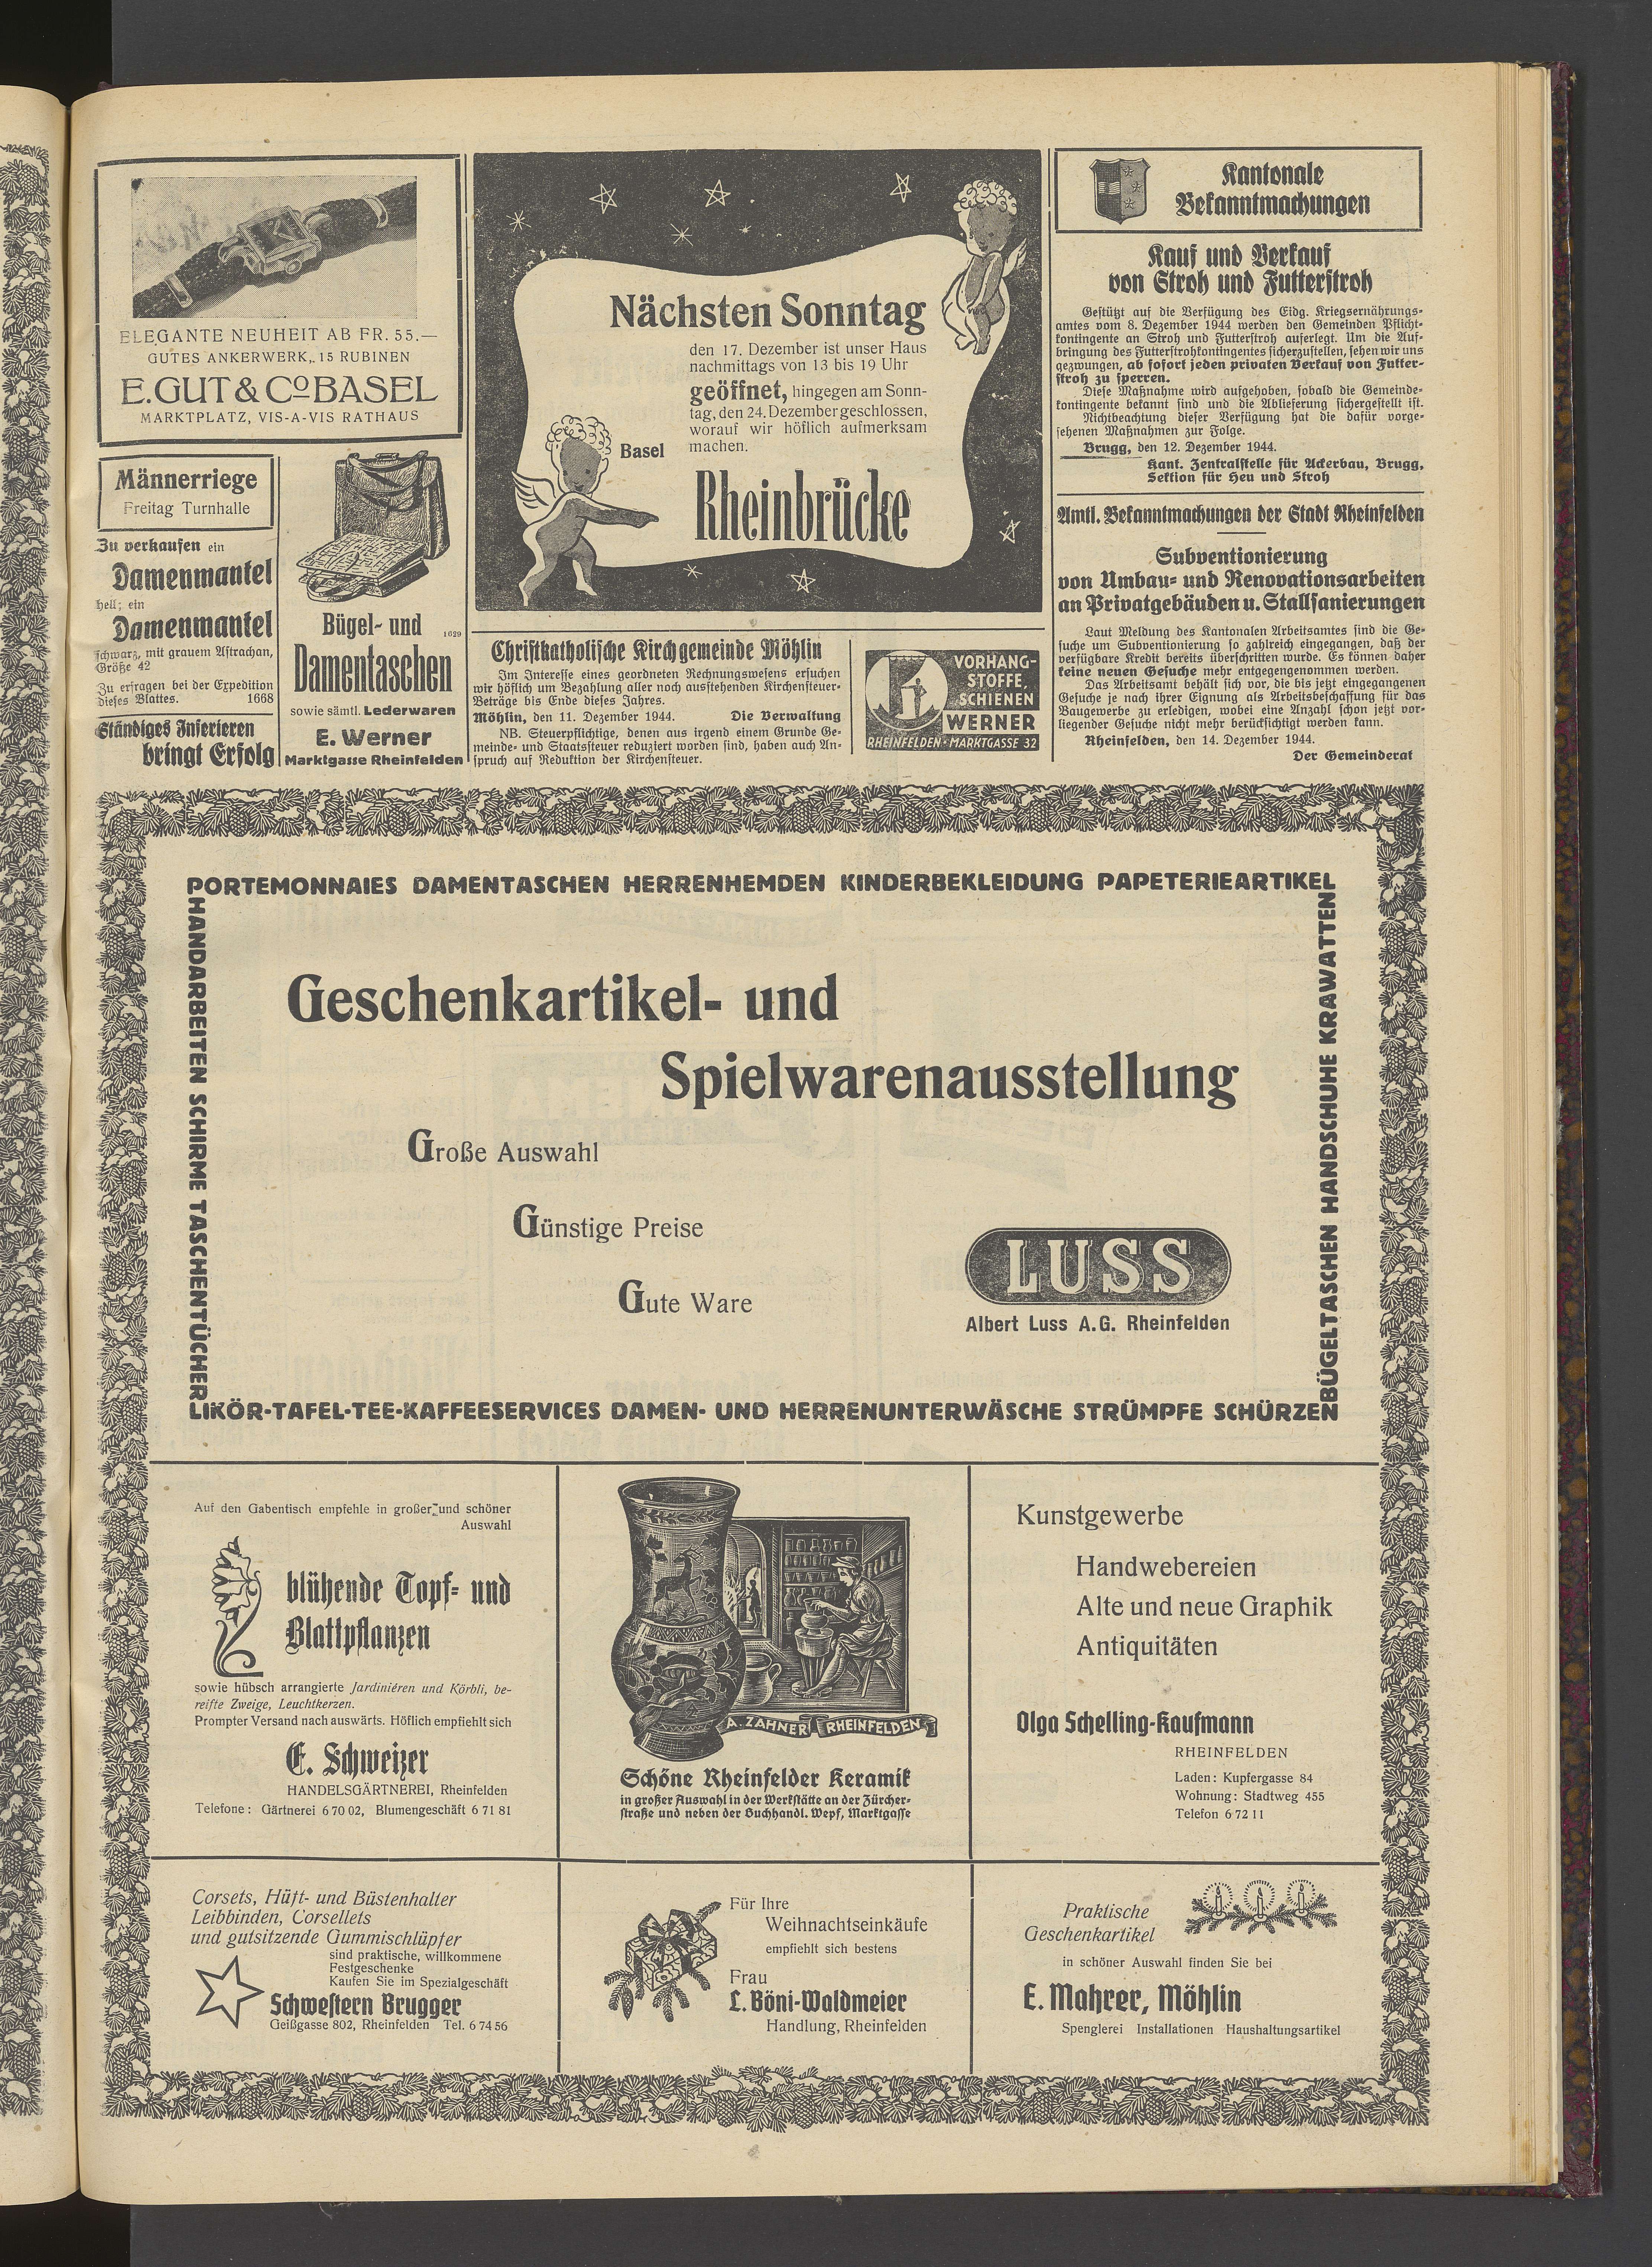 ELEGANTE NEUHEIT AB FR. 55.—
GUTES ANKERWERK, 15 RUBINEN
E. GUT & Co BASEL
MARKTPLATZ, VIS-A-VIS RATHAUS
Männerriege
Freitag Turnhalle
Zu verkaufen ein
Damenmantel
hell; ein
Damenmantel
schwarz, mit grauem Astrachan,
Größe 42
Zu erfragen bei der Expedition
dieses Blattes. 1668
Ständiges Inserieren
bringt Erfolg
Bügel- und 1629
Damentaschen
sowie sämtl. Lederwaren
E. Werner
Marktgasse Rheinfelden
Nächsten Sonntag
den 17. Dezember ist unser Haus
nachmittags von 13 bis 19 Uhr
geöffnet, hingegen am Sonn-
tag, den 24. Dezember geschlossen,
worauf wir höflich aufmerksam
machen.
Basel
Rheinbrücke
Christkatholische Kirchgemeinde Möhlin
Im Interesse eines geordneten Rechnungswesens ersuchen
wir höflich um Bezahlung aller noch ausstehenden Kirchensteuer-
Beträge bis Ende dieses Jahres.
Möhlin, den 11. Dezember 1944. Die Verwaltung
NB. Steuerpflichtige, denen aus irgend einem Grunde Ge-
meinde- und Staatssteuer reduziert worden sind, haben auch An-
spruch auf Reduktion der Kirchensteuer.
VORHANG-
STOFFE,
SCHIENEN
WERNER
RHEINFELDEN · MARKTGASSE 32
Kantonale
Bekanntmachungen
Kauf und Verkauf
von Stroh und Futterstroh
Gestützt auf die Verfügung des Eidg. Kriegsernährungs-
amtes vom 8. Dezember 1944 werden den Gemeinden Pflicht-
kontingente an Stroh und Futterstroh auferlegt. Um die Auf-
bringung des Futterstrohkontingentes sicherzustellen, sehen wir uns
gezwungen, ab sofort jeden privaten Verkauf von Futter-
stroh zu sperren.
Diese Maßnahme wird aufgehoben, sobald die Gemeinde-
kontingente bekannt sind und die Ablieferung sichergestellt ist.
Nichtbeachtung dieser Verfügung hat die dafür vorge-
sehenen Maßnahmen zur Folge.
Brugg, den 12. Dezember 1944.
Kant. Zentralstelle für Ackerbau, Brugg,
Sektion für Heu und Stroh
Amtl. Bekanntmachungen der Stadt Rheinfelden
Subventionierung
von Umbau- und Renovationsarbeiten
an Privatgebäuden u. Stallsanierungen
Laut Meldung des Kantonalen Arbeitsamtes sind die Ge-
suche um Subventionierung so zahlreich eingegangen, daß der
verfügbare Kredit bereits überschritten wurde. Es können daher
keine neuen Gesuche mehr entgegengenommen werden.
Das Arbeitsamt behält sich vor, die bis jetzt eingegangenen
Gesuche je nach ihrer Eignung als Arbeitsbeschaffung für das
Baugewerbe zu erledigen, wobei eine Anzahl schon jetzt vor-
liegender Gesuche nicht mehr berücksichtigt werden kann.
Rheinfelden, den 14. Dezember 1944.
Der Gemeinderat
PORTEMONNAIES DAMENTASCHEN HERRENHEMDEN KINDERBEKLEIDUNG PAPETERIEARTIKEL
HANDARBEITEN SCHIRME TASCHENTÜCHER
Geschenkartikel- und
Spielwarenausstellung
Große Auswahl
Günstige Preise
Gute Ware
LUSS
Albert Luss A.G. Rheinfelden
BÜGELTASCHEN HANDSCHUHE KRAWATTEN
LIKÖR-TAFEL-TEE-KAFFEESERVICES DAMEN- UND HERRENUNTERWÄSCHE STRÜMPFE SCHÜRZEN
Auf den Gabentisch empfehle in großer und schöner
Auswahl
blühende Topf- und
Blattpflanzen
sowie hübsch arrangierte Jardiniéren und Körbli, be-
reifte Zweige, Leuchtkerzen.
Prompter Versand nach auswärts. Höflich empfiehlt sich
E. Schweizer
HANDELSGÄRTNEREI, Rheinfelden
Telefone: Gärtnerei 6 70 02, Blumengeschäft 6 71 81
A. ZAHNER RHEINFELDEN
Schöne Rheinfelder Keramik
in großer Auswahl in der Werkstätte an der Zürcher-
straße und neben der Buchhandl. Wepf, Marktgasse
Kunstgewerbe
Handwebereien
Alte und neue Graphik
Antiquitäten
Olga Schelling-Kaufmann
RHEINFELDEN
Laden: Kupfergasse 84
Wohnung: Stadtweg 455
Telefon 6 72 11
Corsets, Hüft- und Büstenhalter
Leibbinden, Corsellets
und gutsitzende Gummischlüpfer
sind praktische, willkommene
Festgeschenke
Kaufen Sie im Spezialgeschäft
Schwestern Brugger
Geißgasse 802, Rheinfelden Tel. 6 74 56
Für Ihre
Weihnachtseinkäufe
empfiehlt sich bestens
Frau
L. Böni-Waldmeier
Handlung, Rheinfelden
Praktische
Geschenkartikel
in schöner Auswahl finden Sie bei
E. Mahrer, Möhlin
Spenglerei Installationen Haushaltungsartikel